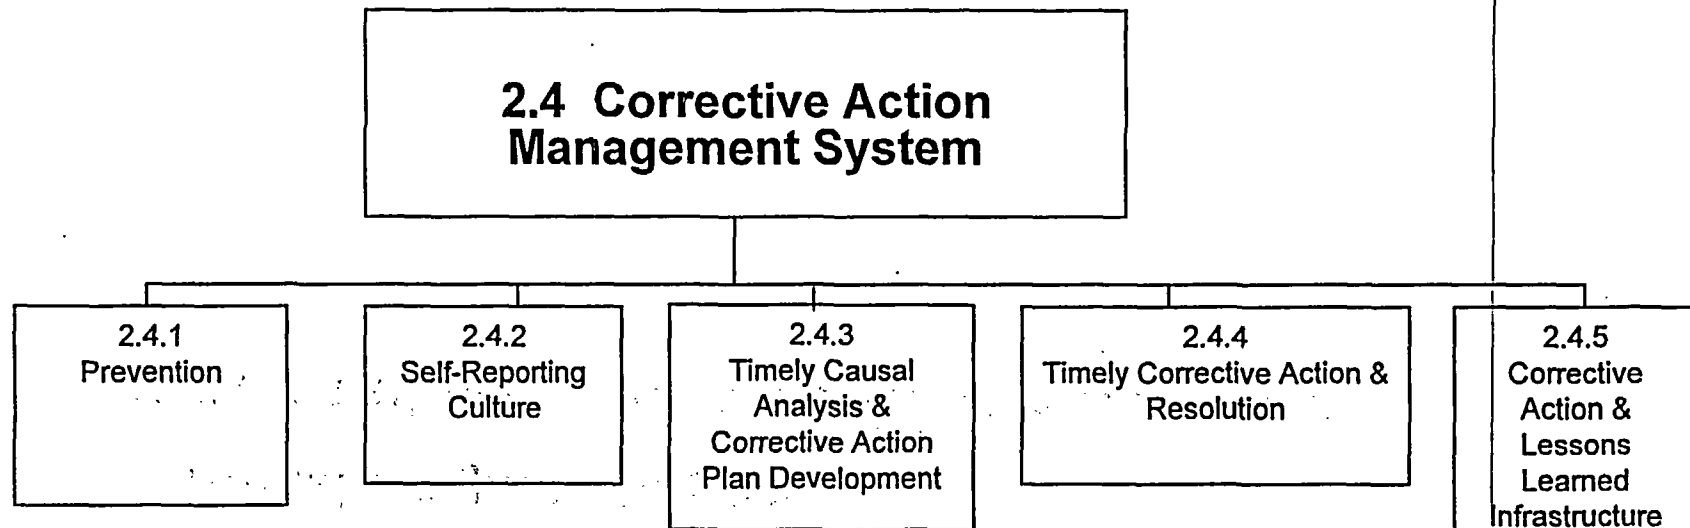 2.4 Corrective Action
Management System
2.4.1
Prevention
2.4.2
Self-Reporting
Culture
2.4.3
Timely Causal
Analysis &
Corrective Action
Plan Development
2.4.4
Timely Corrective Action &
Resolution
2.4.5
Corrective
Action &
Lessons
Learned
Infrastructure